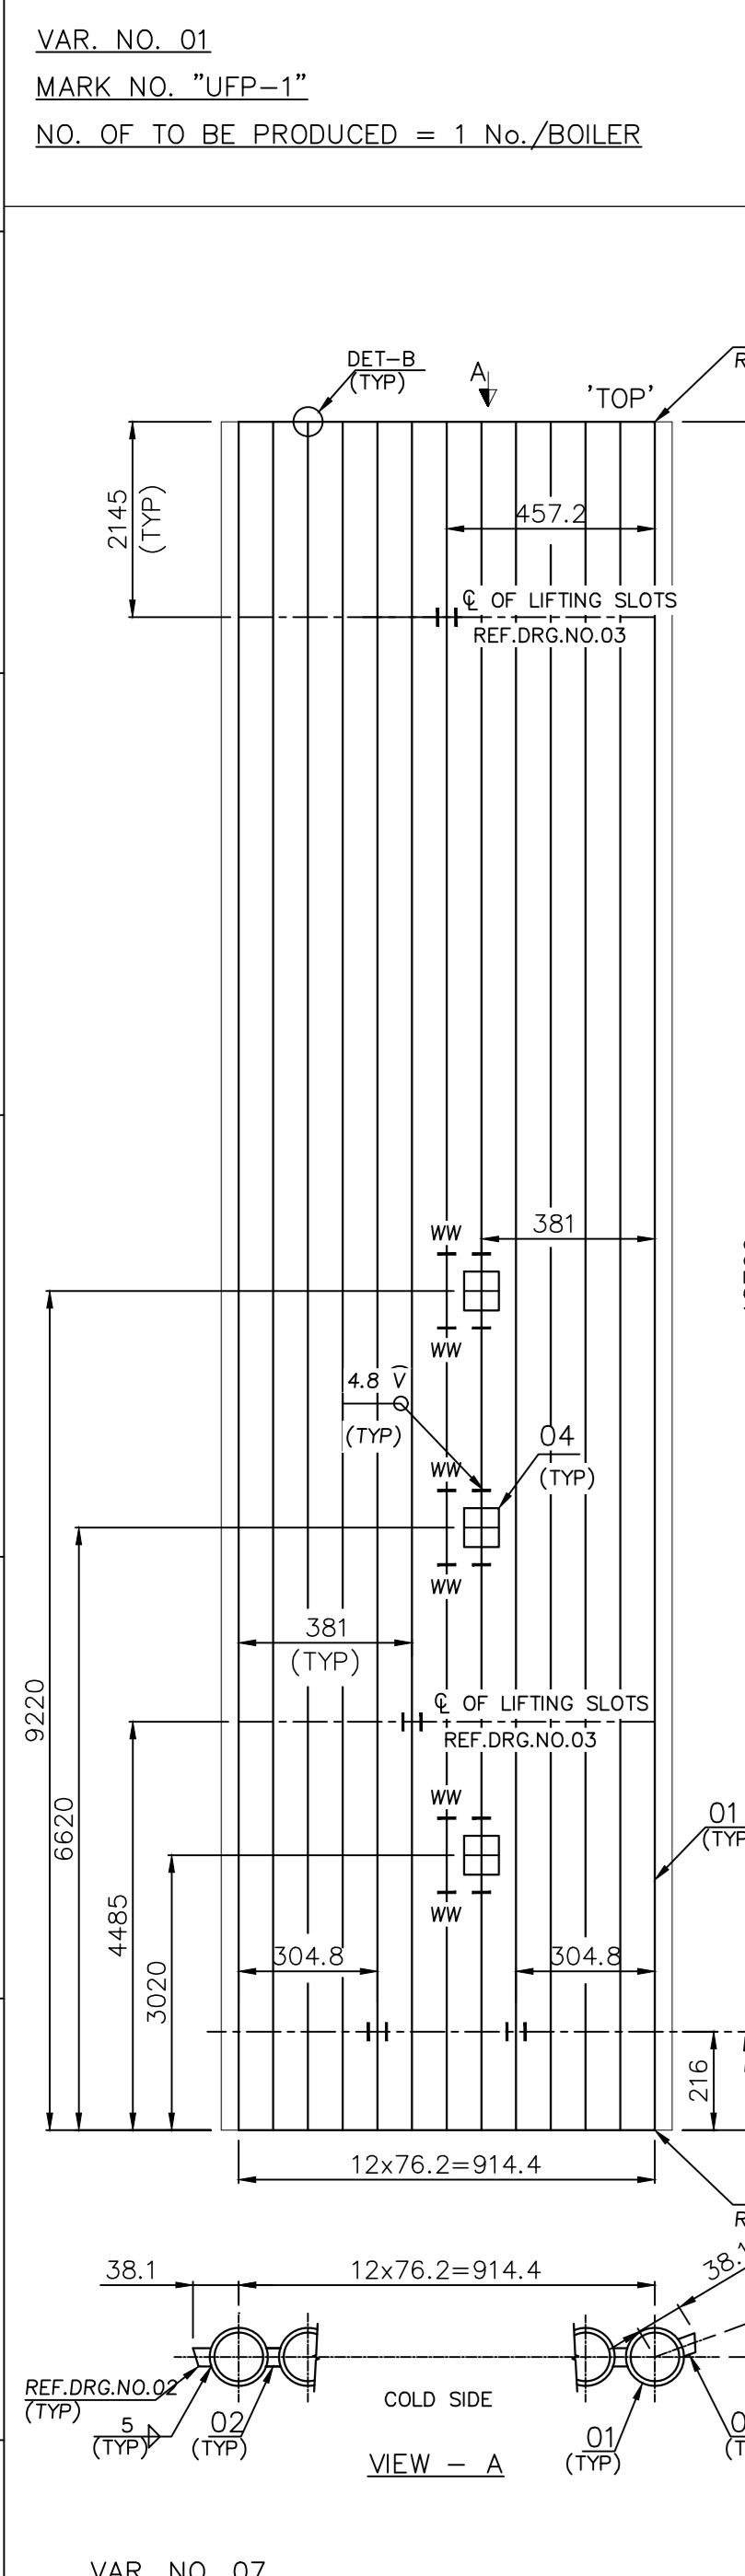 VAR. NO. 01
MARK NO. "UFP-1"
NO. OF TO BE PRODUCED = 1 No./BOILER
DET-B
(TYP)
A
'TOP'
2145
(TYP)
457.2
℄ OF LIFTING SLOTS
REF.DRG.NO.03
WW
381
WW
4.8 V
(TYP)
WW
04
(TYP)
WW
381
(TYP)
℄ OF LIFTING SLOTS
REF.DRG.NO.03
9220
6620
4485
3020
WW
01
WW
304.8
304.8
216
12x76.2=914.4
38.1
12x76.2=914.4
REF.DRG.NO.02
(TYP)
5
(TYP)
02
(TYP)
COLD SIDE
01
(TYP)
VIEW - A
VAR. NO. 07